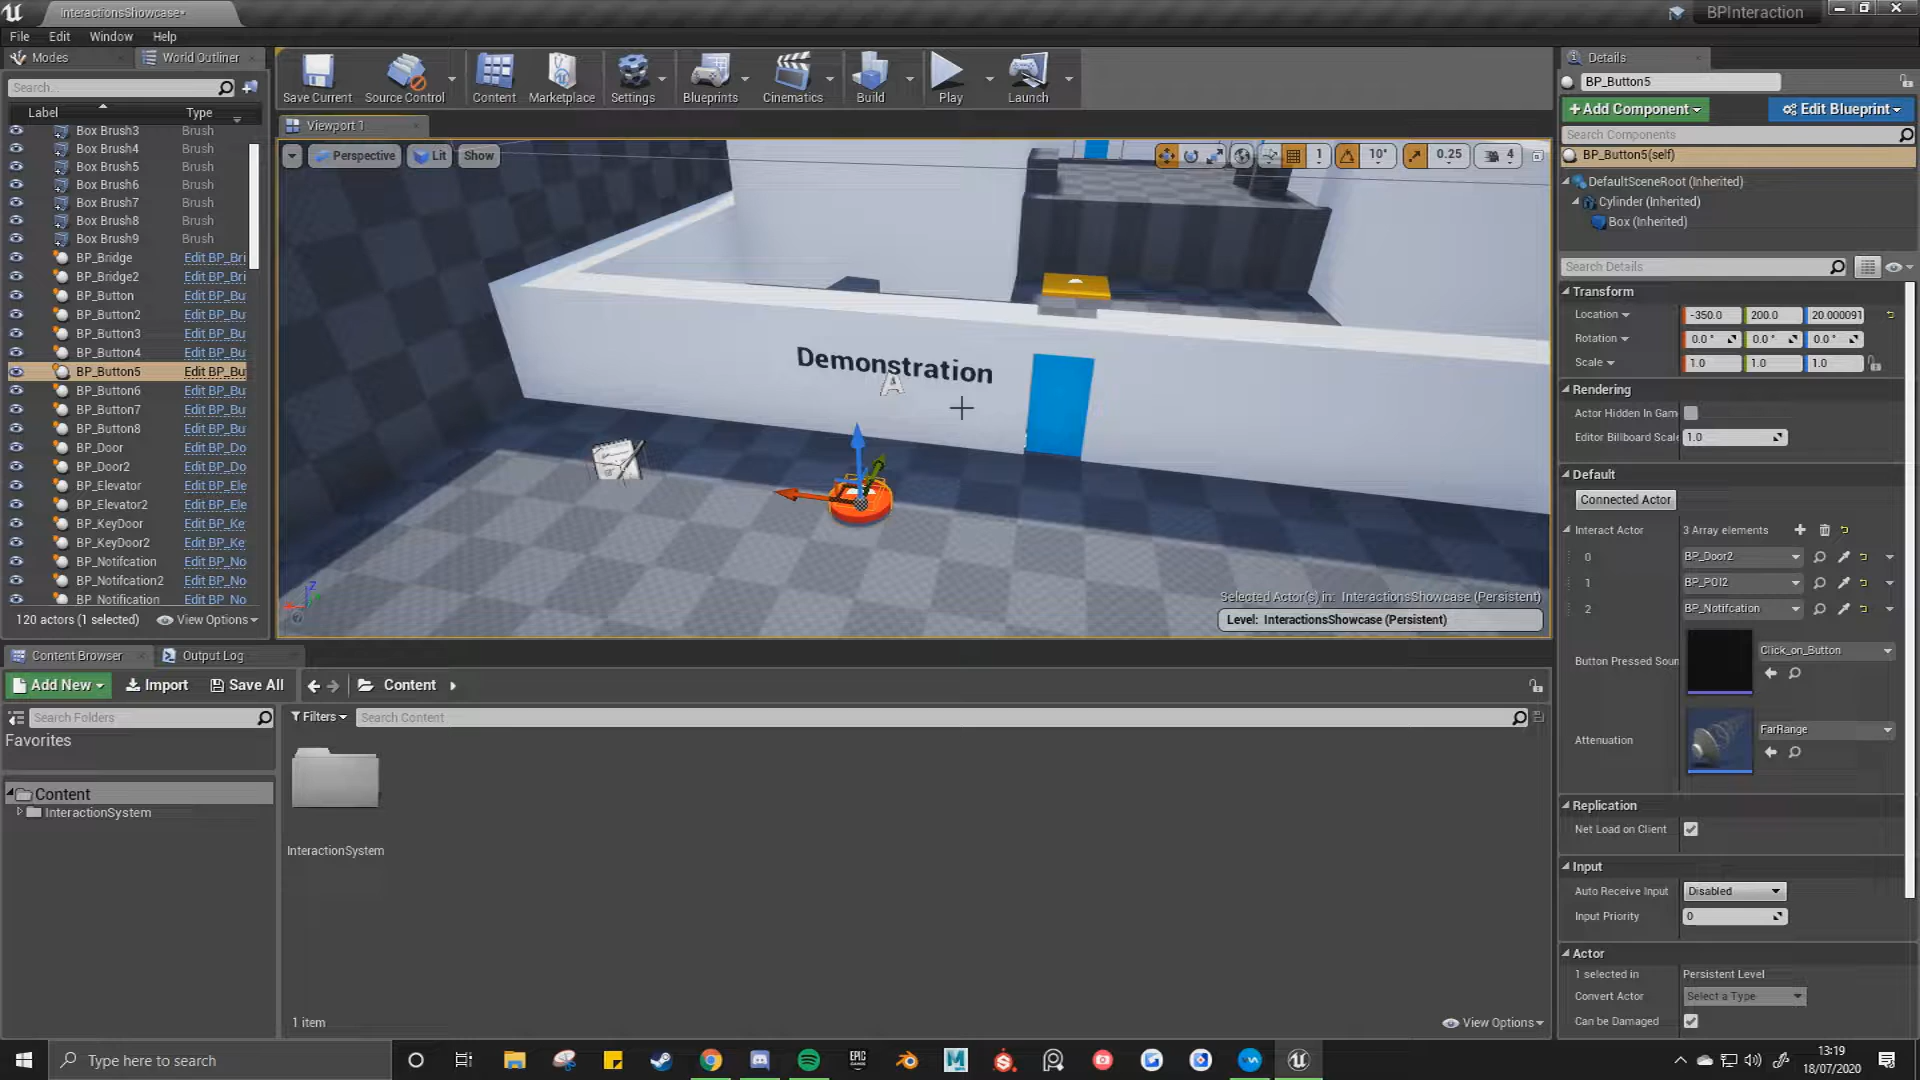 InteractionsShowcase*
BPInteraction
File Edit Window Help
Modes
World Outliner
Search...
Label Type
Box Brush3 Brush
Box Brush4 Brush
Box Brush5 Brush
Box Brush6 Brush
Box Brush7 Brush
Box Brush8 Brush
Box Brush9 Brush
BP_Bridge Edit BP_Bri
BP_Bridge2 Edit BP_Bri
BP_Button Edit BP_Bu
BP_Button2 Edit BP_Bu
BP_Button3 Edit BP_Bu
BP_Button4 Edit BP_Bu
BP_Button5 Edit BP_Bu
BP_Button6 Edit BP_Bu
BP_Button7 Edit BP_Bu
BP_Button8 Edit BP_Bu
BP_Door Edit BP_Do
BP_Door2 Edit BP_Do
BP_Elevator Edit BP_Ele
BP_Elevator2 Edit BP_Ele
BP_KeyDoor Edit BP_Ke
BP_KeyDoor2 Edit BP_Ke
BP_Notifcation Edit BP_No
BP_Notifcation2 Edit BP_No
BP_Notification Edit BP_No
120 actors (1 selected) View Options
Save Current Source Control Content Marketplace Settings Blueprints Cinematics Build Play Launch
Viewport 1
Perspective Lit Show
1 10° 0.25 4
Demonstration
A
Z
Selected Actor(s) in: InteractionsShowcase (Persistent)
Level: InteractionsShowcase (Persistent)
Content Browser Output Log
Add New Import Save All Content
Search Folders
Filters Search Content
Favorites
Content
InteractionSystem
InteractionSystem
1 item
View Options
Details
BP_Button5
+Add Component Edit Blueprint
Search Components
BP_Button5(self)
DefaultSceneRoot (Inherited)
Cylinder (Inherited)
Box (Inherited)
Search Details
Transform
Location -350.0 200.0 20.000091
Rotation 0.0 ° 0.0 ° 0.0 °
Scale 1.0 1.0 1.0
Rendering
Actor Hidden In Gam
Editor Billboard Scale 1.0
Default
Connected Actor
Interact Actor 3 Array elements
0 BP_Door2
1 BP_POI2
2 BP_Notifcation
Button Pressed Soun Click_on_Button
Attenuation FarRange
Replication
Net Load on Client
Input
Auto Receive Input Disabled
Input Priority 0
Actor
1 selected in Persistent Level
Convert Actor Select a Type
Can be Damaged
Type here to search
EPIC GAMES
13:19
18/07/2020